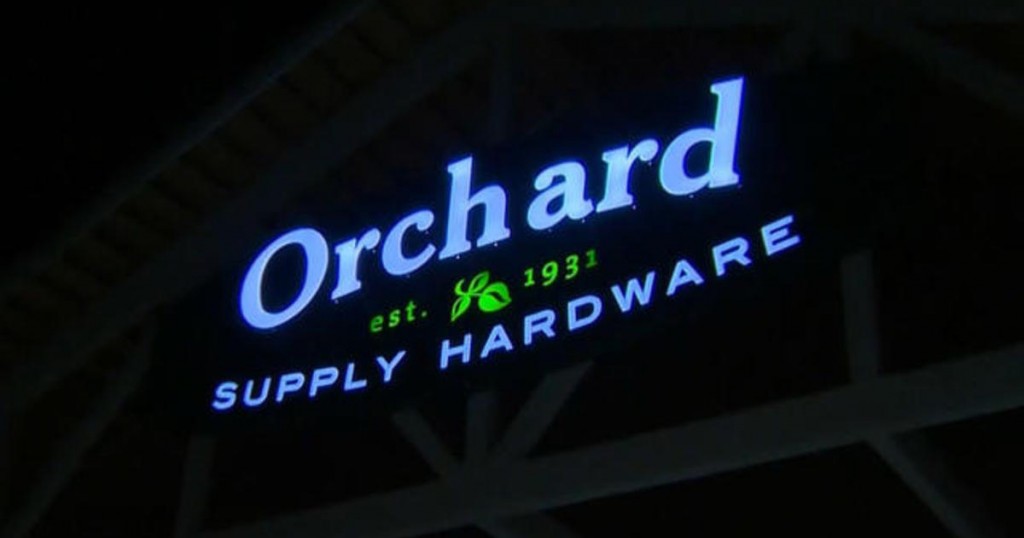 Orchard
est. 1931
SUPPLY HARDWARE